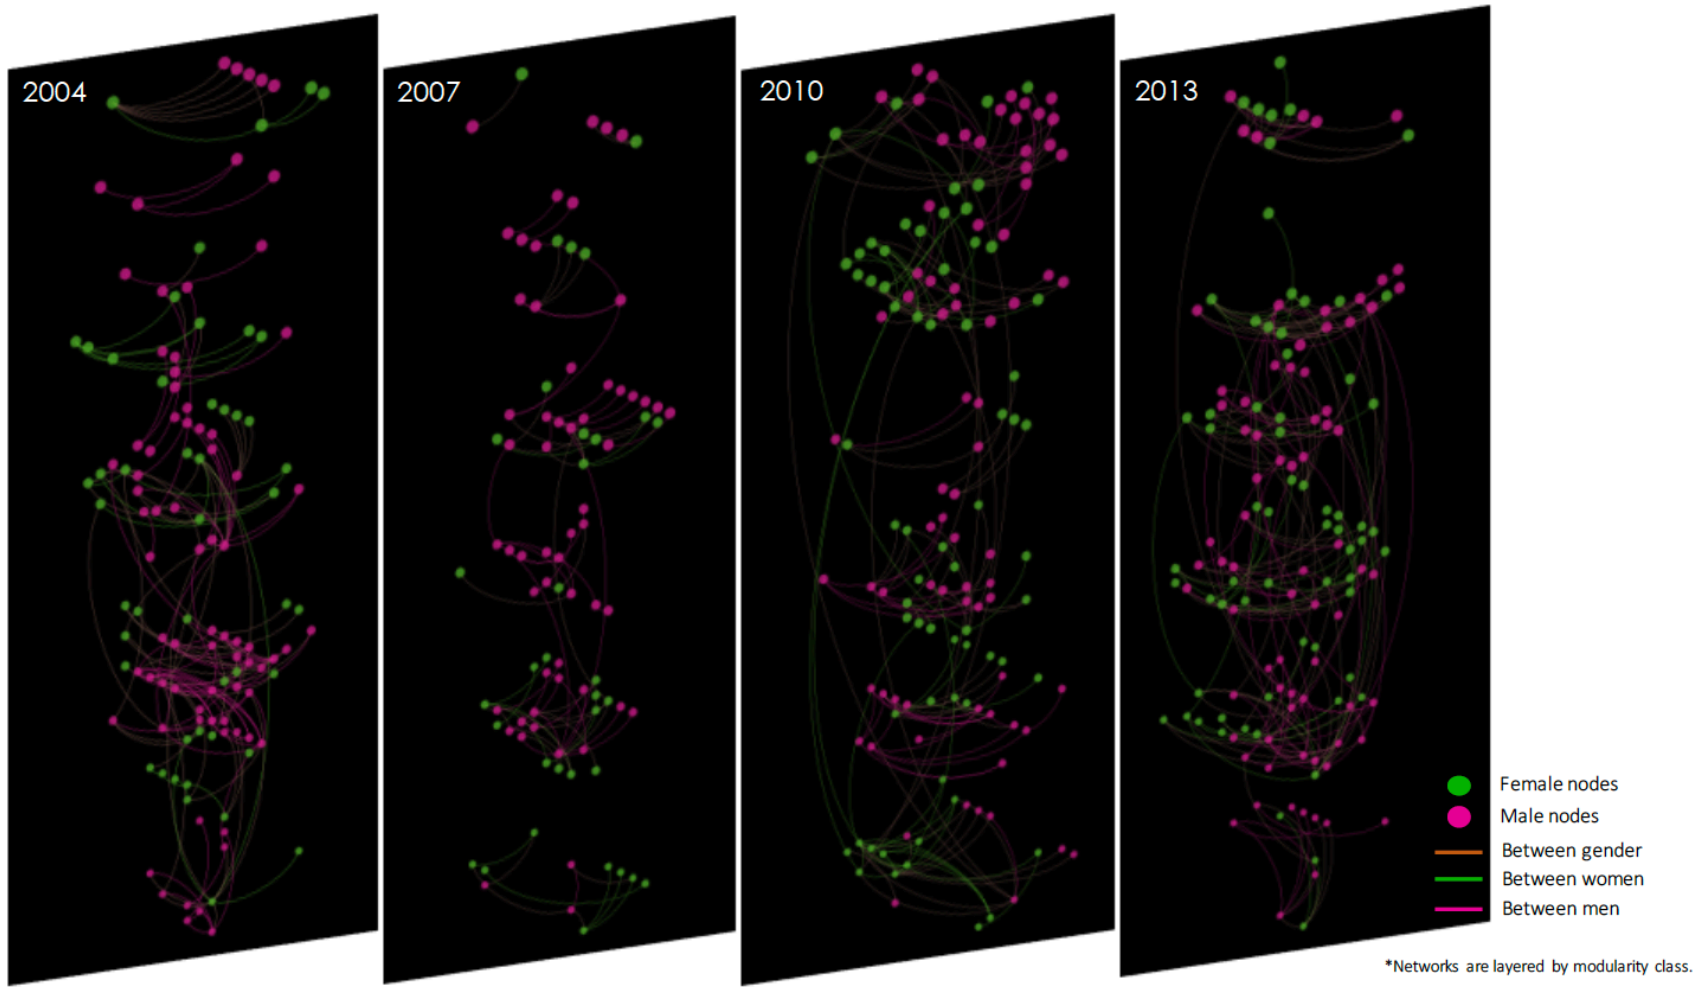 2004
2007
2010
2013
Female nodes
Male nodes
Between gender
Between women
Between men
*Networks are layered by modularity class.